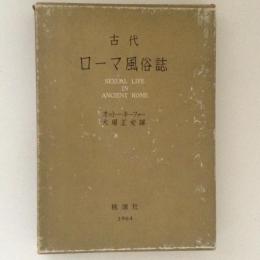 古代
ローマ風俗誌
SEXUAL LIFE
IN
ANCIENT ROME
オットー・キーファー
大場正史譯
桃源社
1964